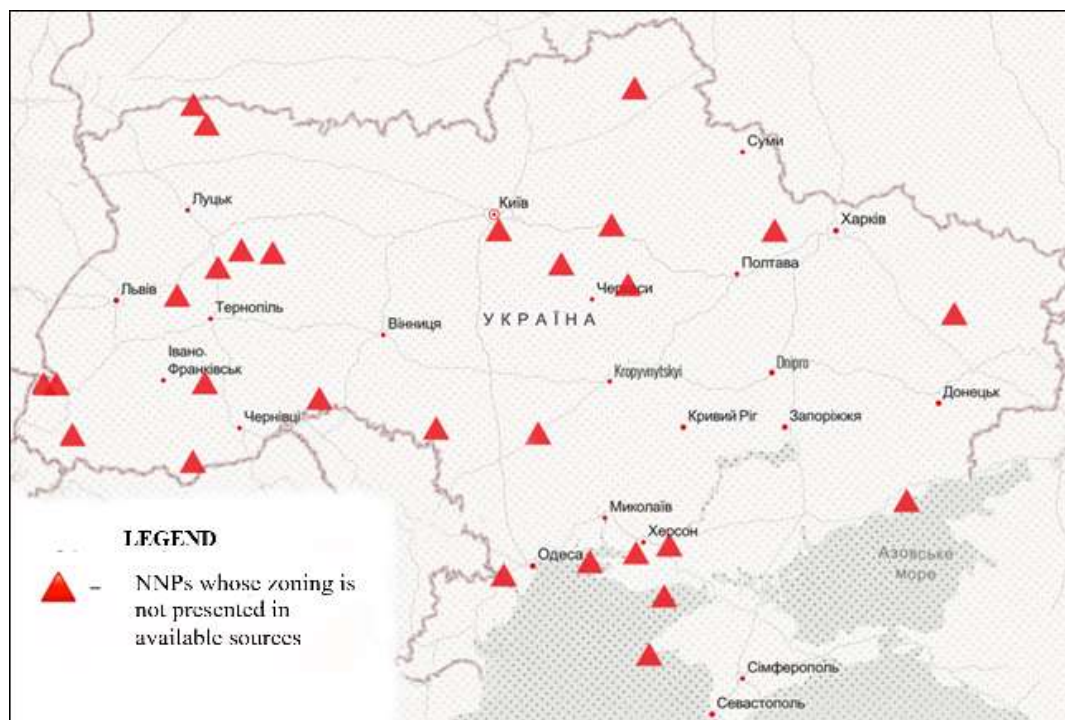 Суми
Луцьк
Київ
Харків
Полтава
Львів
Черкаси
Тернопіль
УКРАЇНА
Вінниця
Івано.
Франківськ
Kropyvnytskyi
Dnipro
Донецьк
Чернівці
Кривий Ріг
Запоріжжя
Миколаїв
Херсон
Одеса
Азовське
море
Сімферополь
Севастополь
LEGEND
– NNPs whose zoning is
not presented in
available sources